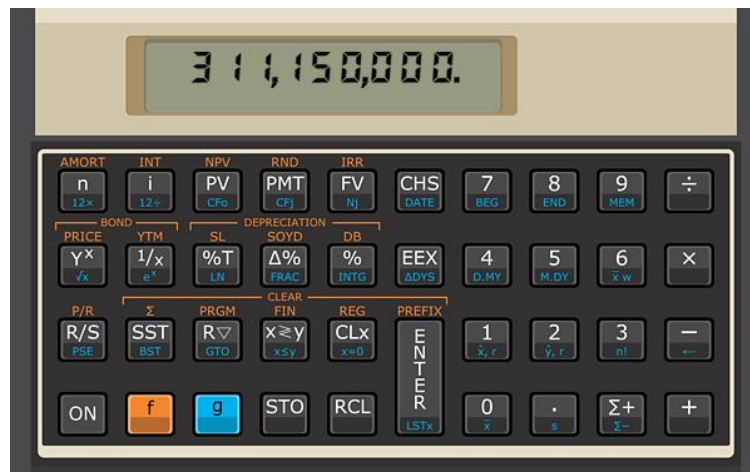 311,150,000.
AMORT INT NPV RND IRR
n i PV PMT FV CHS 7 8 9 ÷
12× 12÷ CFo CFj Nj DATE BEG END MEM
BOND DEPRECIATION
PRICE YTM SL SOYD DB
Yˣ 1/x %T Δ% % EEX 4 5 6 ×
√x eˣ LN FRAC INTG ΔDYS D.MY M.DY x̄ w
CLEAR
P/R Σ PRGM FIN REG PREFIX
R/S SST R▽ x≷y CLx ENTER 1 2 3 −
PSE BST GTO x≤y x=0 x̂, r ŷ, r n! ←
ON f g STO RCL 0 . Σ+ +
LSTx x̄ s Σ−